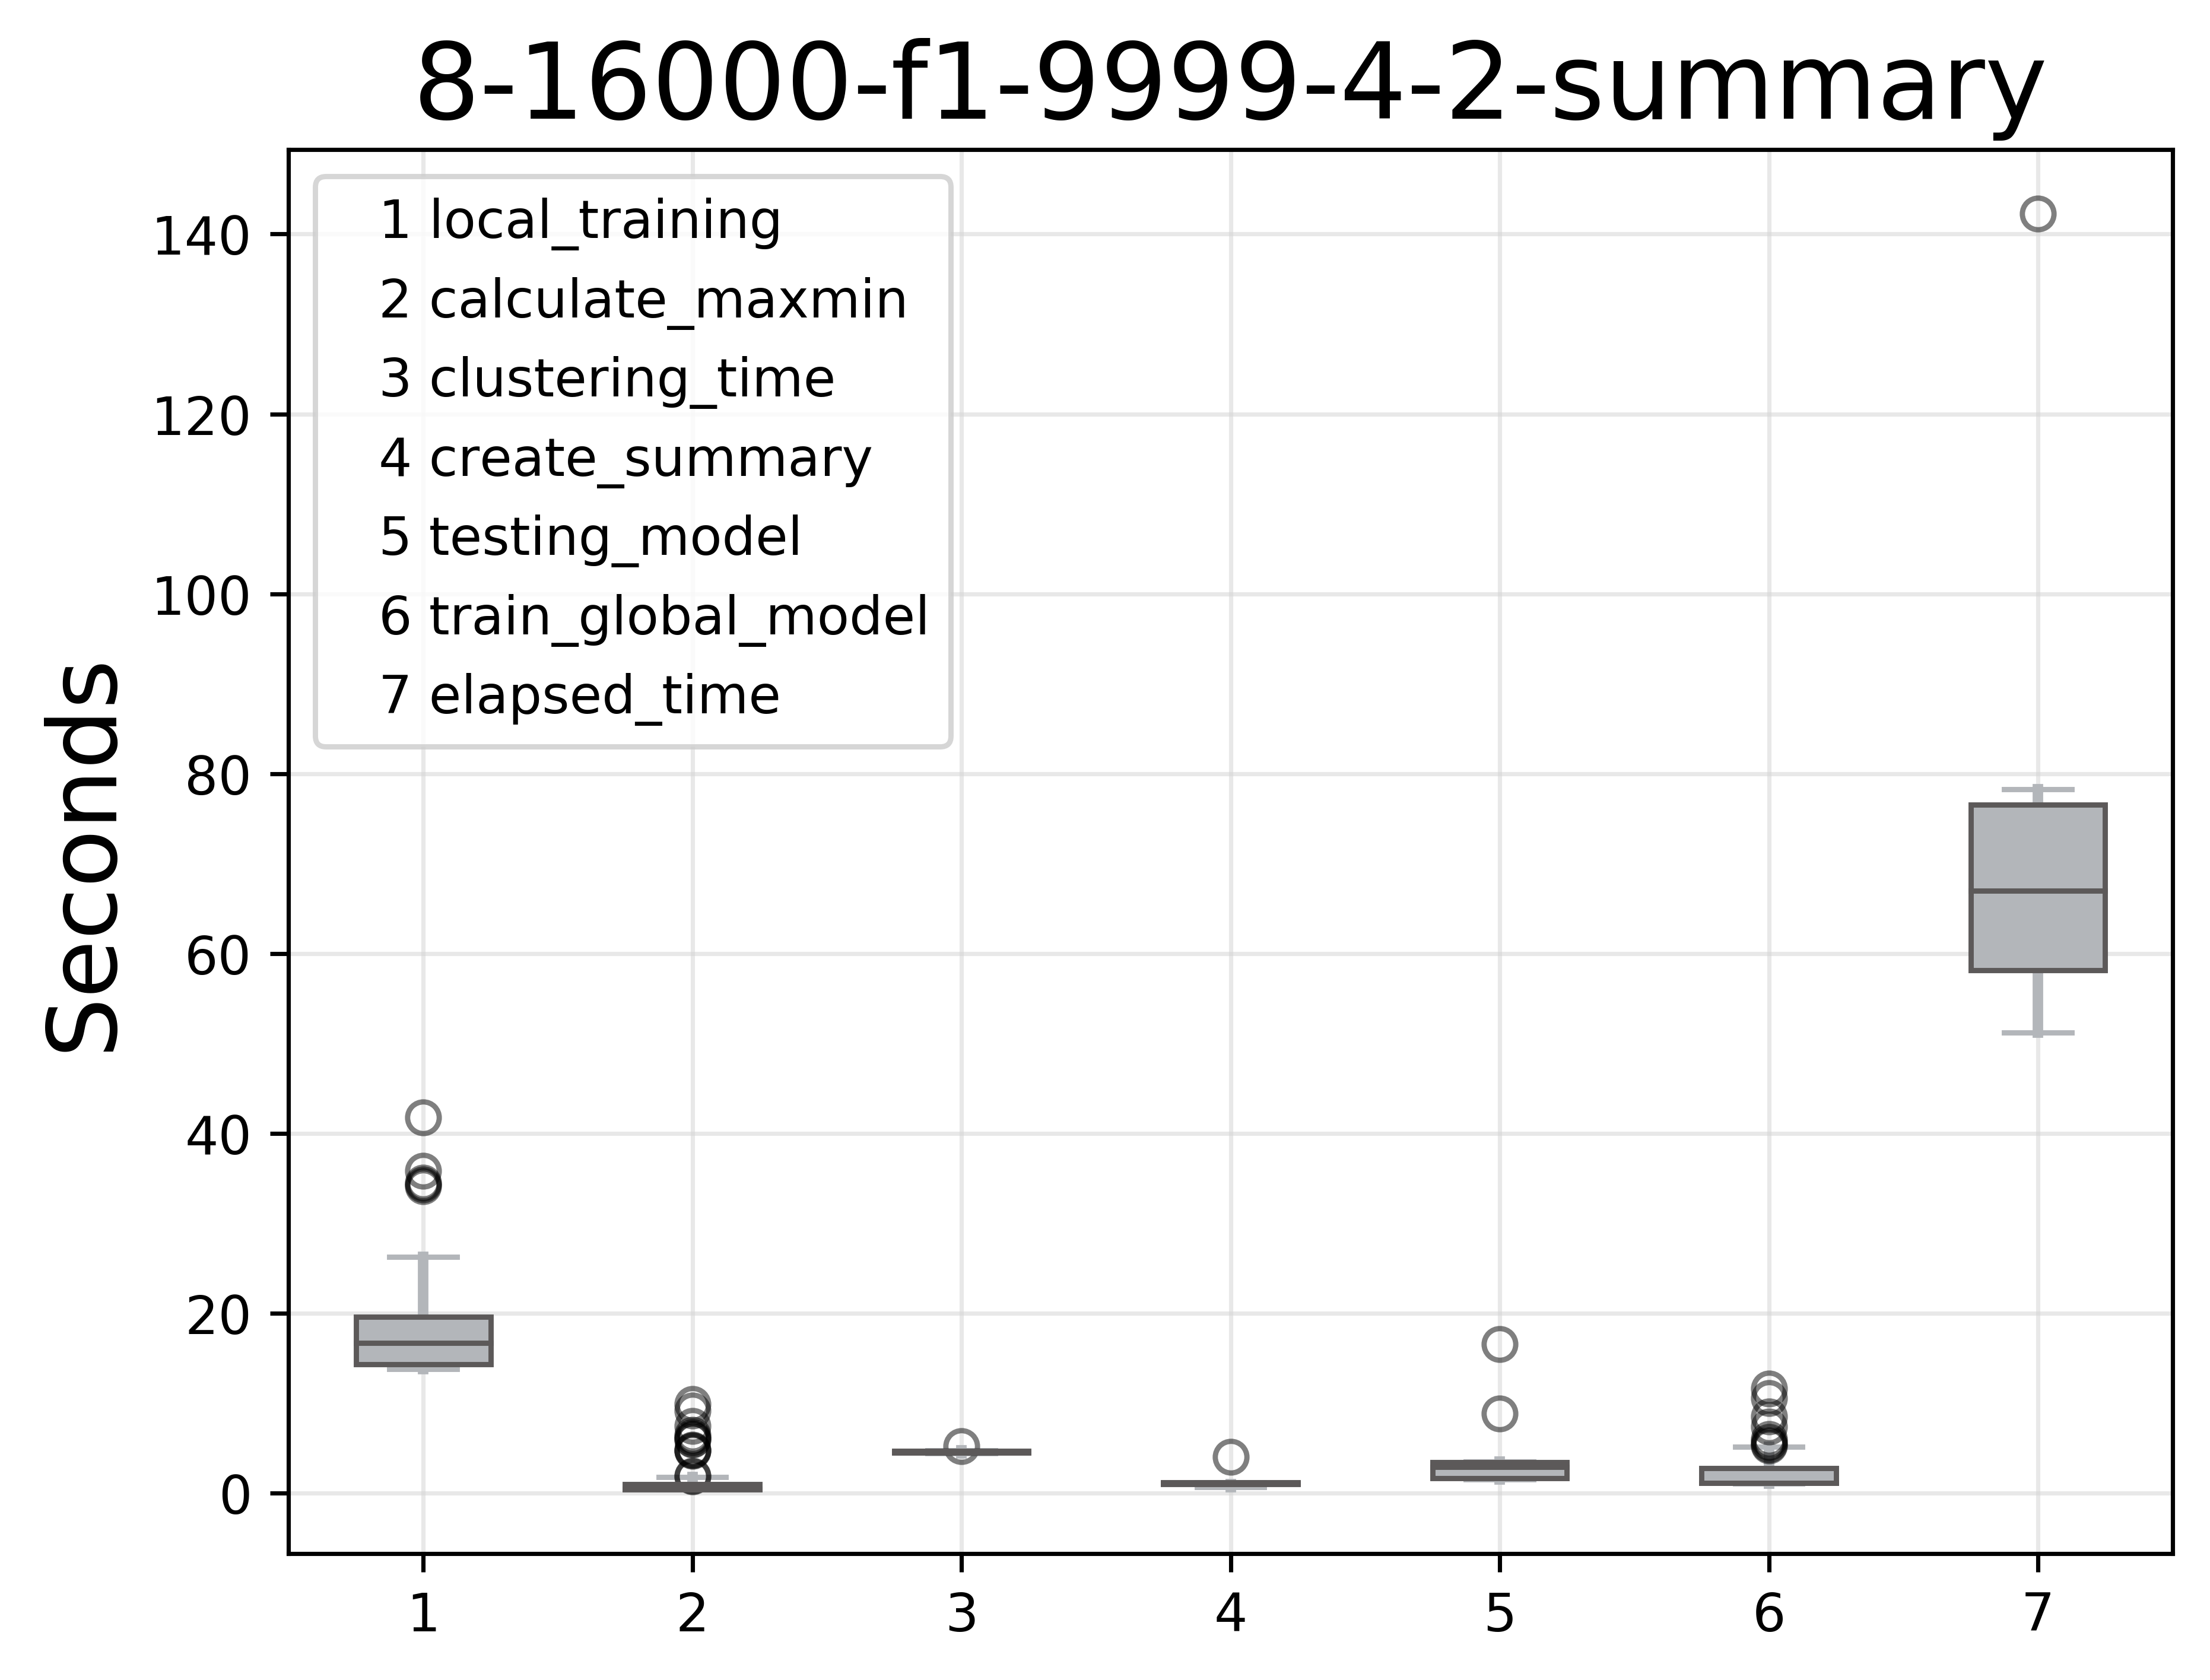 8-16000-f1-9999-4-2-summary
1 local_training
2 calculate_maxmin
3 clustering_time
4 create_summary
5 testing_model
6 train_global_model
7 elapsed_time
Seconds
140
120
100
80
60
40
20
0
1 2 3 4 5 6 7